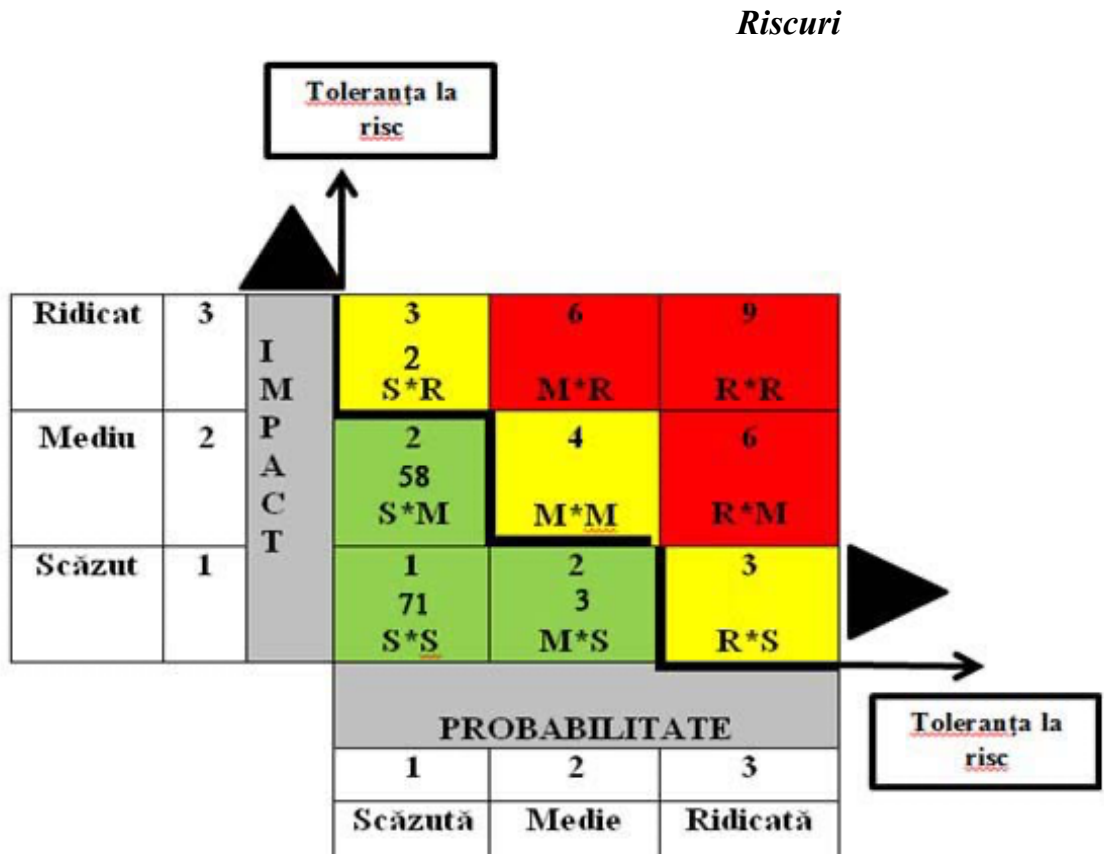 Riscuri
Toleranța la
risc
Ridicat 3 3 6 9
2
S*R M*R R*R
IMPACT
Mediu 2 2 4 6
58
S*M M*M R*M
Scăzut 1 1 2 3
71 3
S*S M*S R*S
PROBABILITATE
1 2 3
Scăzută Medie Ridicată
Toleranța la
risc